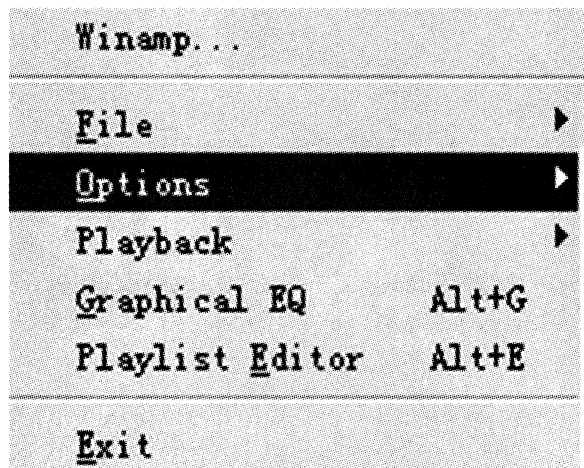 Winamp...
File
Options
Playback
Graphical EQ Alt+G
Playlist Editor Alt+E
Exit